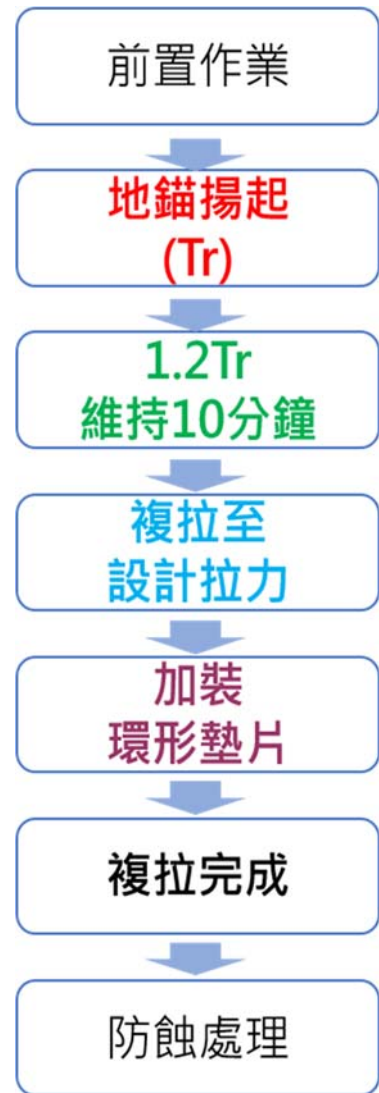 前置作業
地錨揚起
(Tr)
1.2Tr
維持10分鐘
複拉至
設計拉力
加裝
環形墊片
複拉完成
防蝕處理